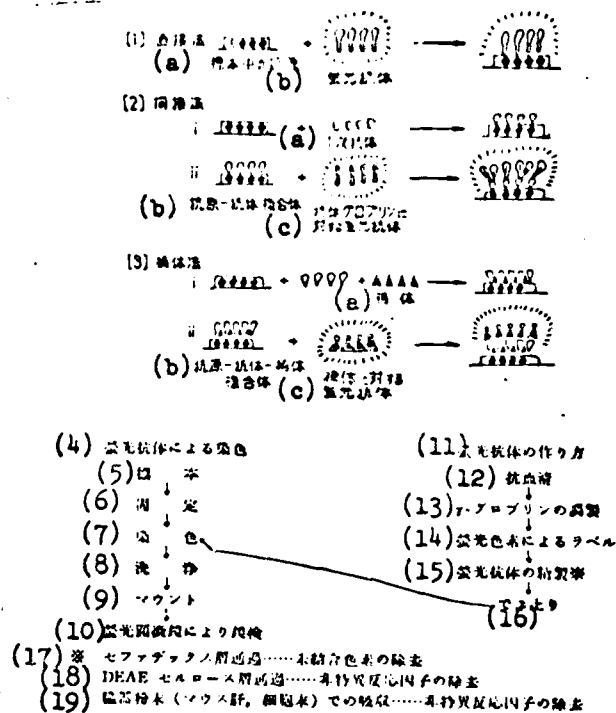 [1] 直接法
(a) 標本中の抗原 (b) 蛍光抗体
[2] 間接法
i (a) 1次抗体
ii
(b) 抗原-抗体複合体
(c) 抗体グロブリンに対する蛍光抗体
[3] 補体法
i (a) 補体
ii
(b) 抗原-抗体-補体複合体
(c) 補体に対する蛍光抗体
(4) 蛍光抗体による染色
(5) 標 本
(6) 固 定
(7) 染 色
(8) 洗 浄
(9) マウント
(10) 蛍光顕微鏡により鏡検
(11) 蛍光抗体の作り方
(12) 抗血清
(13) γ-グロブリンの調製
(14) 蛍光色素によるラベル
(15) 蛍光抗体の精製※
(16)
(17) ※ セファデックス層通過……未結合色素の除去
(18) DEAE セルロース層通過……非特異反応因子の除去
(19) 臓器粉末(マウス肝, 細胞末)での吸収……非特異反応因子の除去